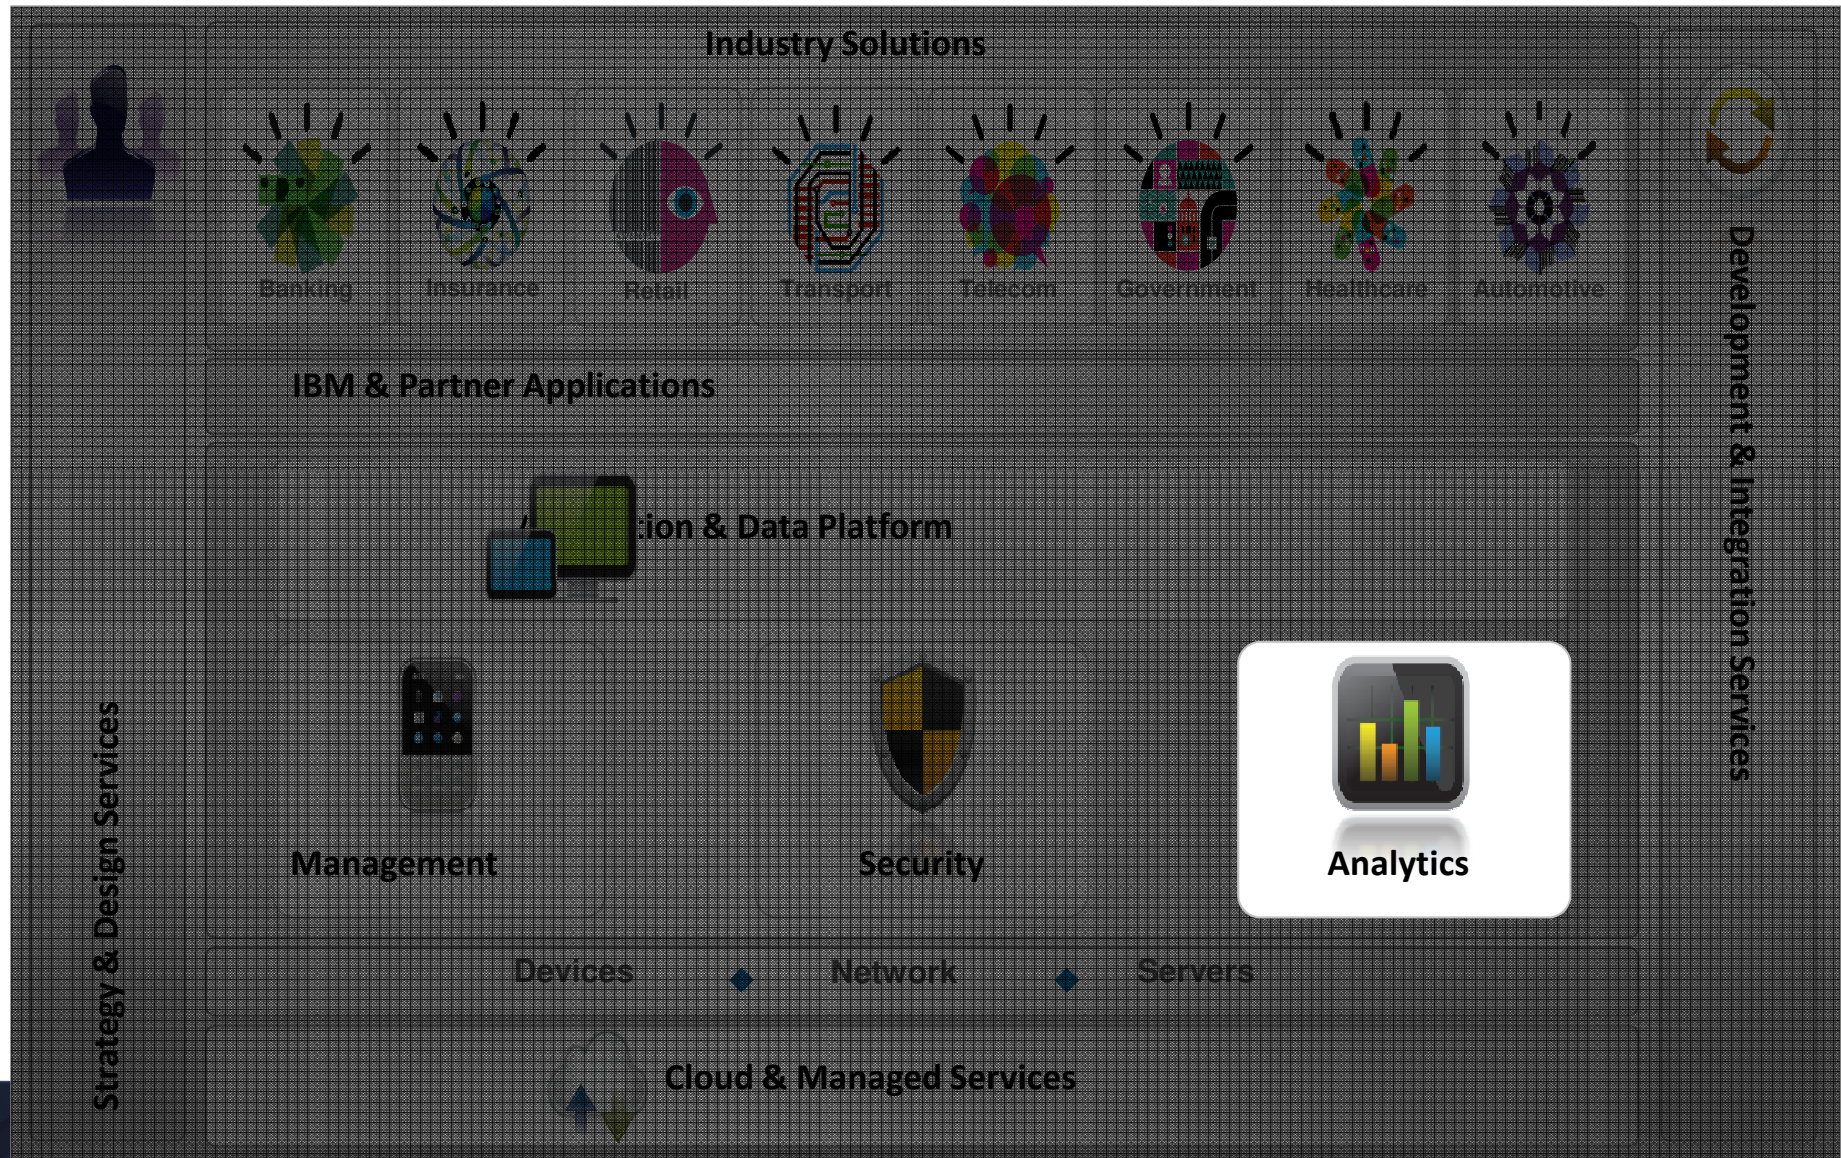 Industry Solutions
Banking
Insurance
Retail
Transport
Telecom
Government
Healthcare
Automotive
IBM & Partner Applications
tion & Data Platform
Management
Security
Analytics
Devices
Network
Servers
Cloud & Managed Services
Strategy & Design Services
Development & Integration Services